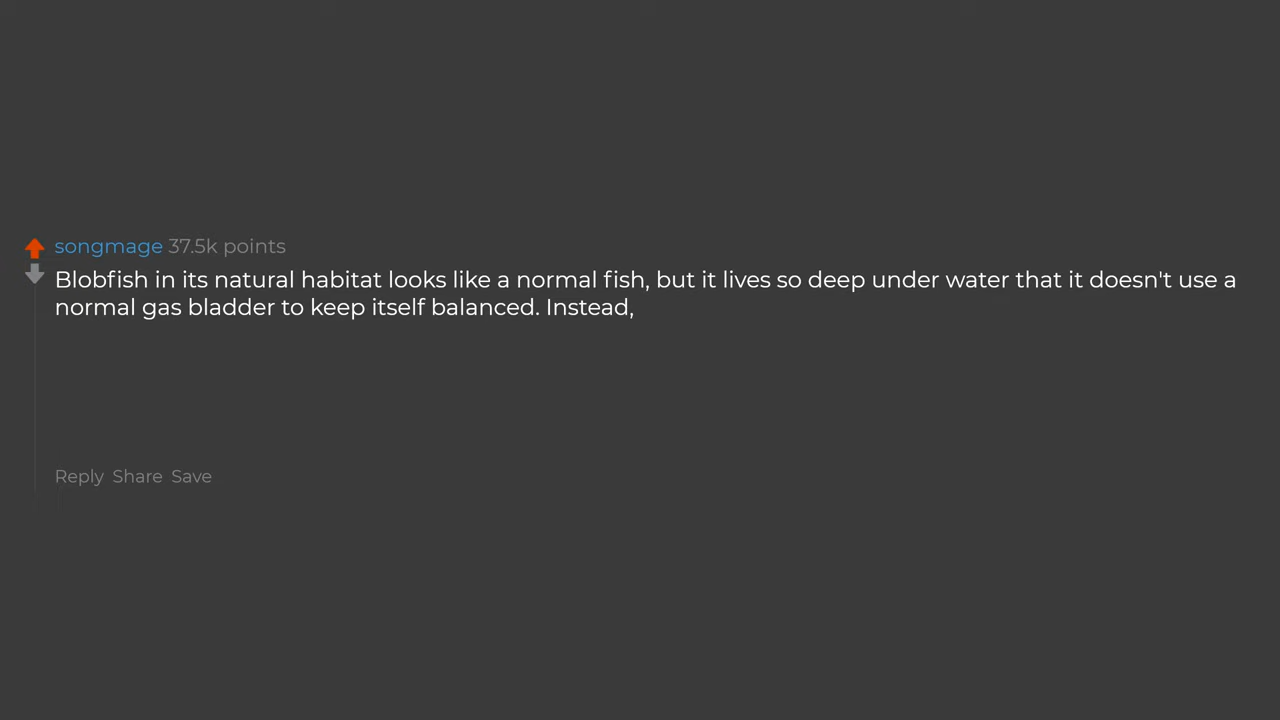 songmage 37.5k points
Blobfish in its natural habitat looks like a normal fish, but it lives so deep under water that it doesn't use a
normal gas bladder to keep itself balanced. Instead,
Reply Share Save